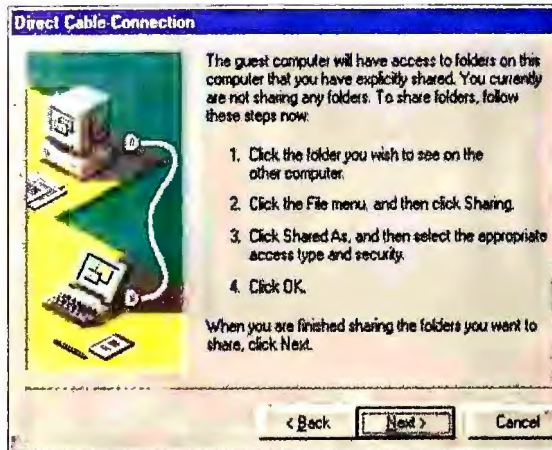 Direct Cable Connection
The guest computer will have access to folders on this
computer that you have explicitly shared. You currently
are not sharing any folders. To share folders, follow
these steps now:
1. Click the folder you wish to see on the
other computer.
2. Click the File menu, and then click Sharing.
3. Click Shared As, and then select the appropriate
access type and security.
4. Click OK.
When you are finished sharing the folders you want to
share, click Next.
< Back Next > Cancel